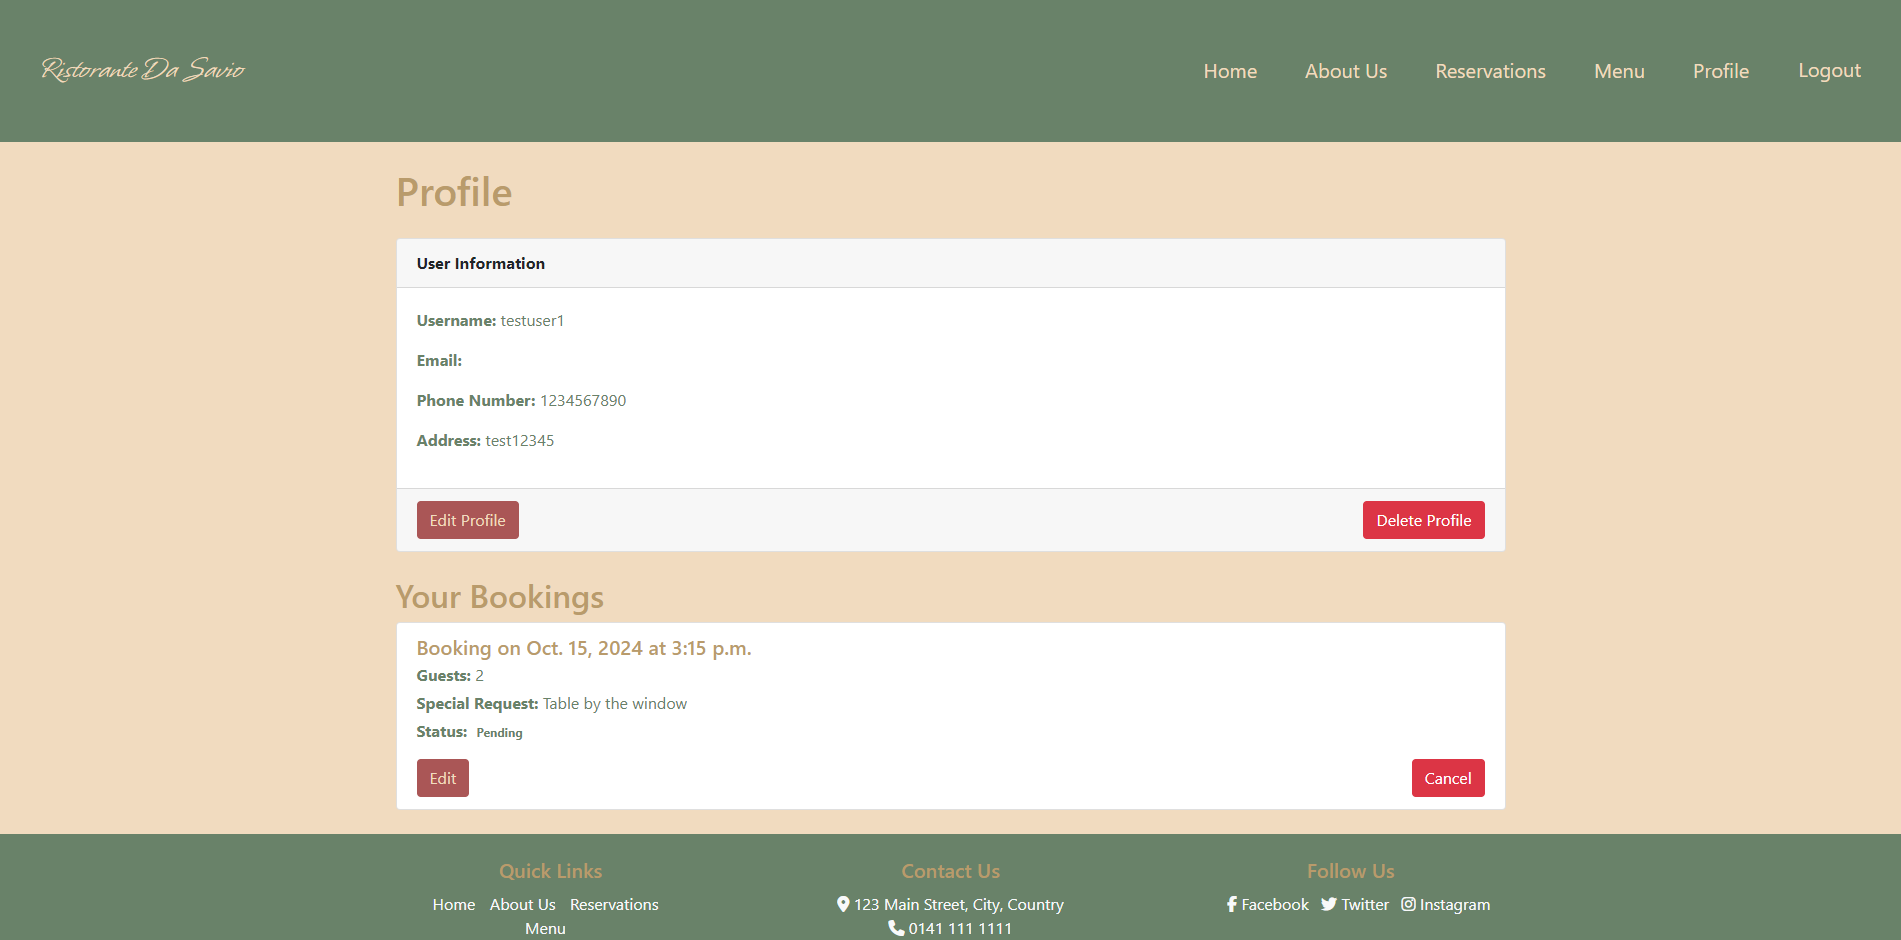 Ristorante Da Savio
Home About Us Reservations Menu Profile Logout
Profile
User Information
Username: testuser1
Email:
Phone Number: 1234567890
Address: test12345
Edit Profile Delete Profile
Your Bookings
Booking on Oct. 15, 2024 at 3:15 p.m.
Guests: 2
Special Request: Table by the window
Status: Pending
Edit Cancel
Quick Links
Home About Us Reservations
Menu
Contact Us
123 Main Street, City, Country
0141 111 1111
Follow Us
Facebook Twitter Instagram